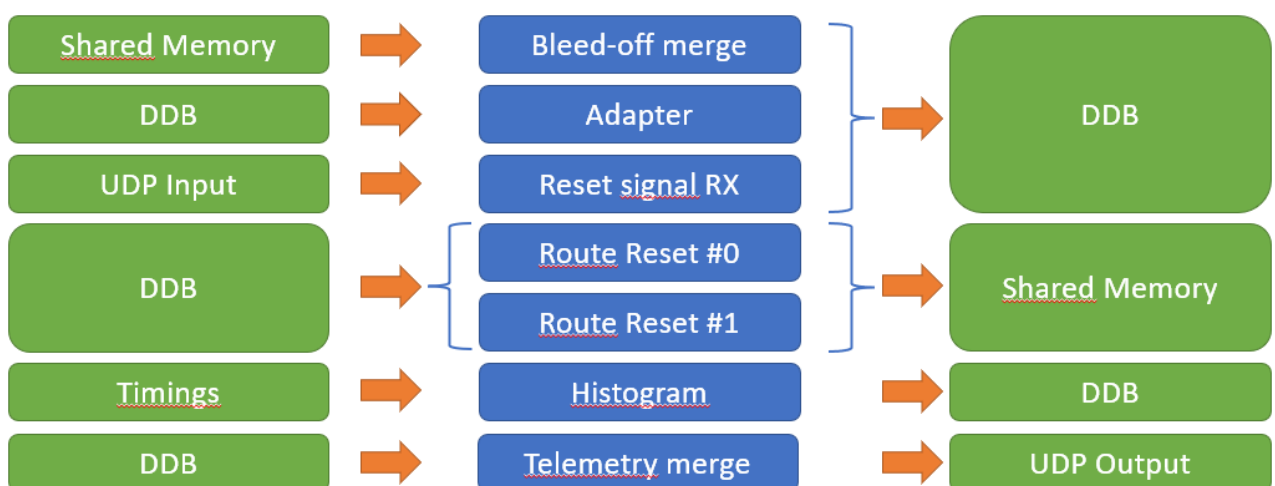 Shared Memory
Bleed-off merge
DDB
DDB
Adapter
UDP Input
Reset signal RX
DDB
Route Reset #0
Shared Memory
Route Reset #1
Timings
Histogram
DDB
DDB
Telemetry merge
UDP Output